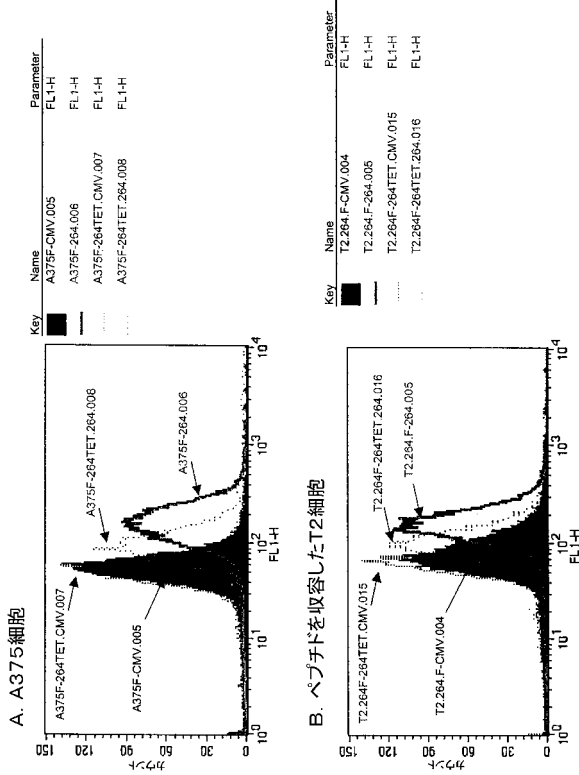 A. A375細胞
Key Name Parameter
A375F-CMV.005 FL1-H
A375F-264.006 FL1-H
A375F-264TET.CMV.007 FL1-H
A375F-264TET.264.008 FL1-H
カウント
150
120
90
60
30
0
A375F-264TET.CMV.007
A375F-264TET.264.008
A375F-264.006
A375F-CMV.005
10⁰ 10¹ 10² 10³ 10⁴
FL1-H
B. ペプチドを収容したT2細胞
Key Name Parameter
T2.264.F-CMV.004 FL1-H
T2.264.F-264.005 FL1-H
T2.264F-264TET.CMV.015 FL1-H
T2.264F-264TET.264.016 FL1-H
カウント
150
120
90
60
30
0
T2.264F-264TET.CMV.015
T2.264F-264TET.264.016
T2.264.F-264.005
T2.264.F-CMV.004
10⁰ 10¹ 10² 10³ 10⁴
FL1-H